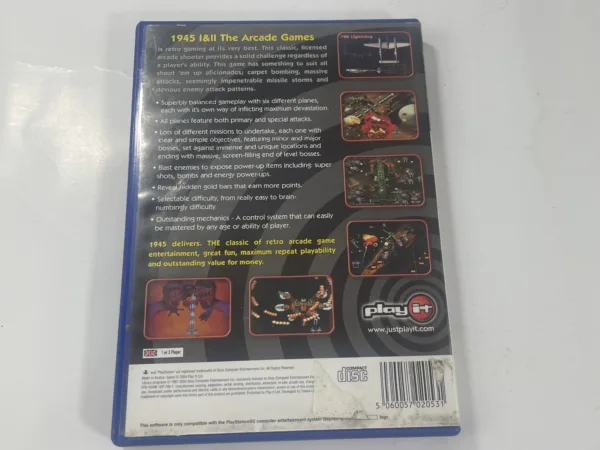 1945 I&II The Arcade Games
is retro gaming at its very best. This classic, licensed
arcade shooter provides a solid challenge regardless of
a player's ability. This game has something to suit all
shoot 'em up aficionados; carpet bombing, massive
attacks, seemingly impenetrable missile storms and
devious enemy attack patterns.
• Superbly balanced gameplay with six different planes,
each with it's own way of inflicting maximum devastation.
• All planes feature both primary and special attacks.
• Lots of different missions to undertake, each one with
clear and simple objectives, featuring minor and major
bosses, set against immense and unique locations and
ending with massive, screen-filling end of level bosses.
• Blast enemies to expose power-up items including: super
shots, bombs and energy power-ups.
• Reveal hidden gold bars that earn more points.
• Selectable difficulty, from really easy to brain-
numbingly difficulty.
• Outstanding mechanics - A control system that can easily
be mastered by any age or ability of player.
1945 delivers. THE classic of retro arcade game
entertainment, great fun, maximum repeat playability
and outstanding value for money.
Lightning
play it
www.justplayit.com
1 or 2 Player
COMPACT
disc
5 060057 020531
This software is only compatible with the PlayStation®2 computer entertainment system